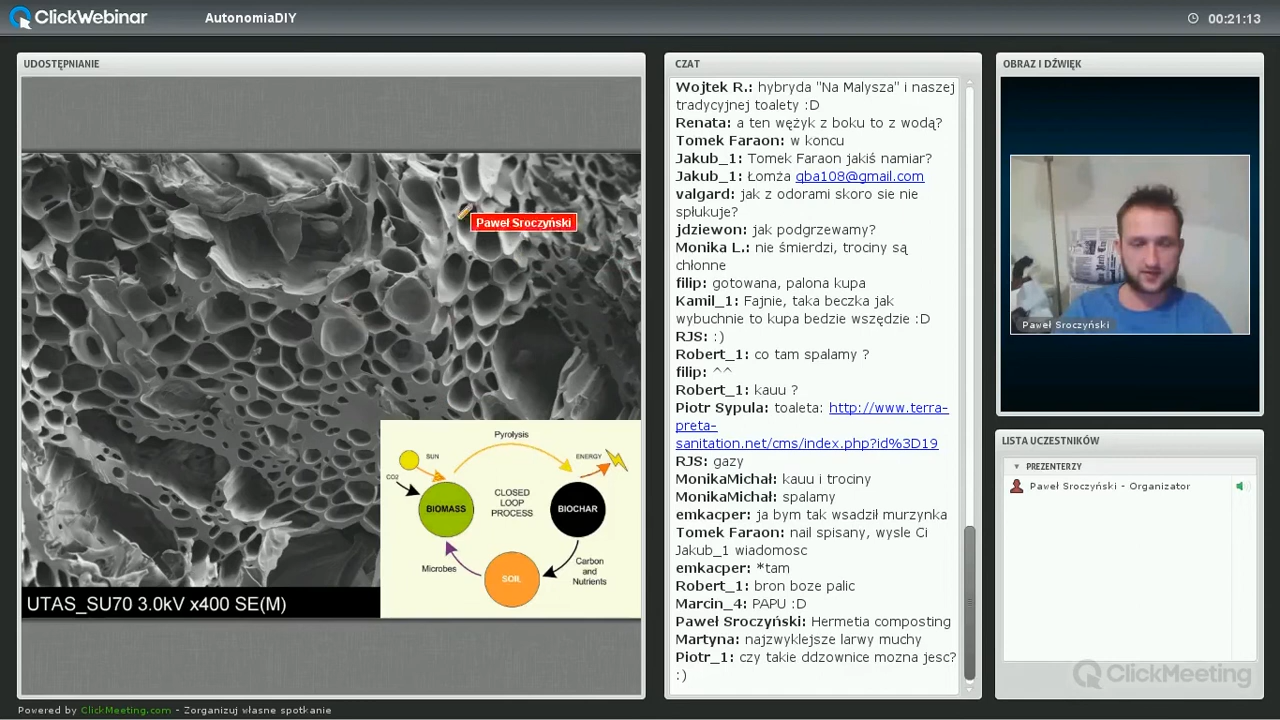 ClickWebinar
AutonomiaDIY
00:21:13
UDOSTĘPNIANIE
Paweł Sroczyński
Pyrolysis
SUN
ENERGY
CO2
BIOMASS
CLOSED
LOOP
PROCESS
BIOCHAR
Microbes
Carbon
and
Nutrients
SOIL
UTAS_SU70 3.0kV x400 SE(M)
CZAT
Wojtek R.: hybryda "Na Malysza" i naszej
tradycyjnej toalety :D
Renata: a ten wężyk z boku to z wodą?
Tomek Faraon: w koncu
Jakub_1: Tomek Faraon jakiś namiar?
Jakub_1: Łomża gba108@gmail.com
valgard: jak z odorami skoro sie nie
spłukuje?
jdziewon: jak podgrzewamy?
Monika L.: nie śmierdzi, trociny są
chłonne
filip: gotowana, palona kupa
Kamil_1: Fajnie, taka beczka jak
wybuchnie to kupa bedzie wszędzie :D
RJS: :)
Robert_1: co tam spalamy ?
filip: ^^
Robert_1: kauu ?
Piotr Sypula: toaleta: http://www.terra-
preta-
sanitation.net/cms/index.php?id%3D19
RJS: gazy
MonikaMichał: kauu i trociny
MonikaMichał: spalamy
emkacper: ja bym tak wsadził murzynka
Tomek Faraon: nail spisany, wysle Ci
Jakub_1 wiadomosc
emkacper: *tam
Robert_1: bron boze palic
Marcin_4: PAPU :D
Paweł Sroczyński: Hermetia composting
Martyna: najzwyklejsze larwy muchy
Piotr_1: czy takie ddzownice mozna jesc?
:)
OBRAZ I DŹWIĘK
Paweł Sroczyński
LISTA UCZESTNIKÓW
PREZENTERZY
Paweł Sroczyński - Organizator
ClickMeeting
Powered by ClickMeeting.com - Zorganizuj własne spotkanie